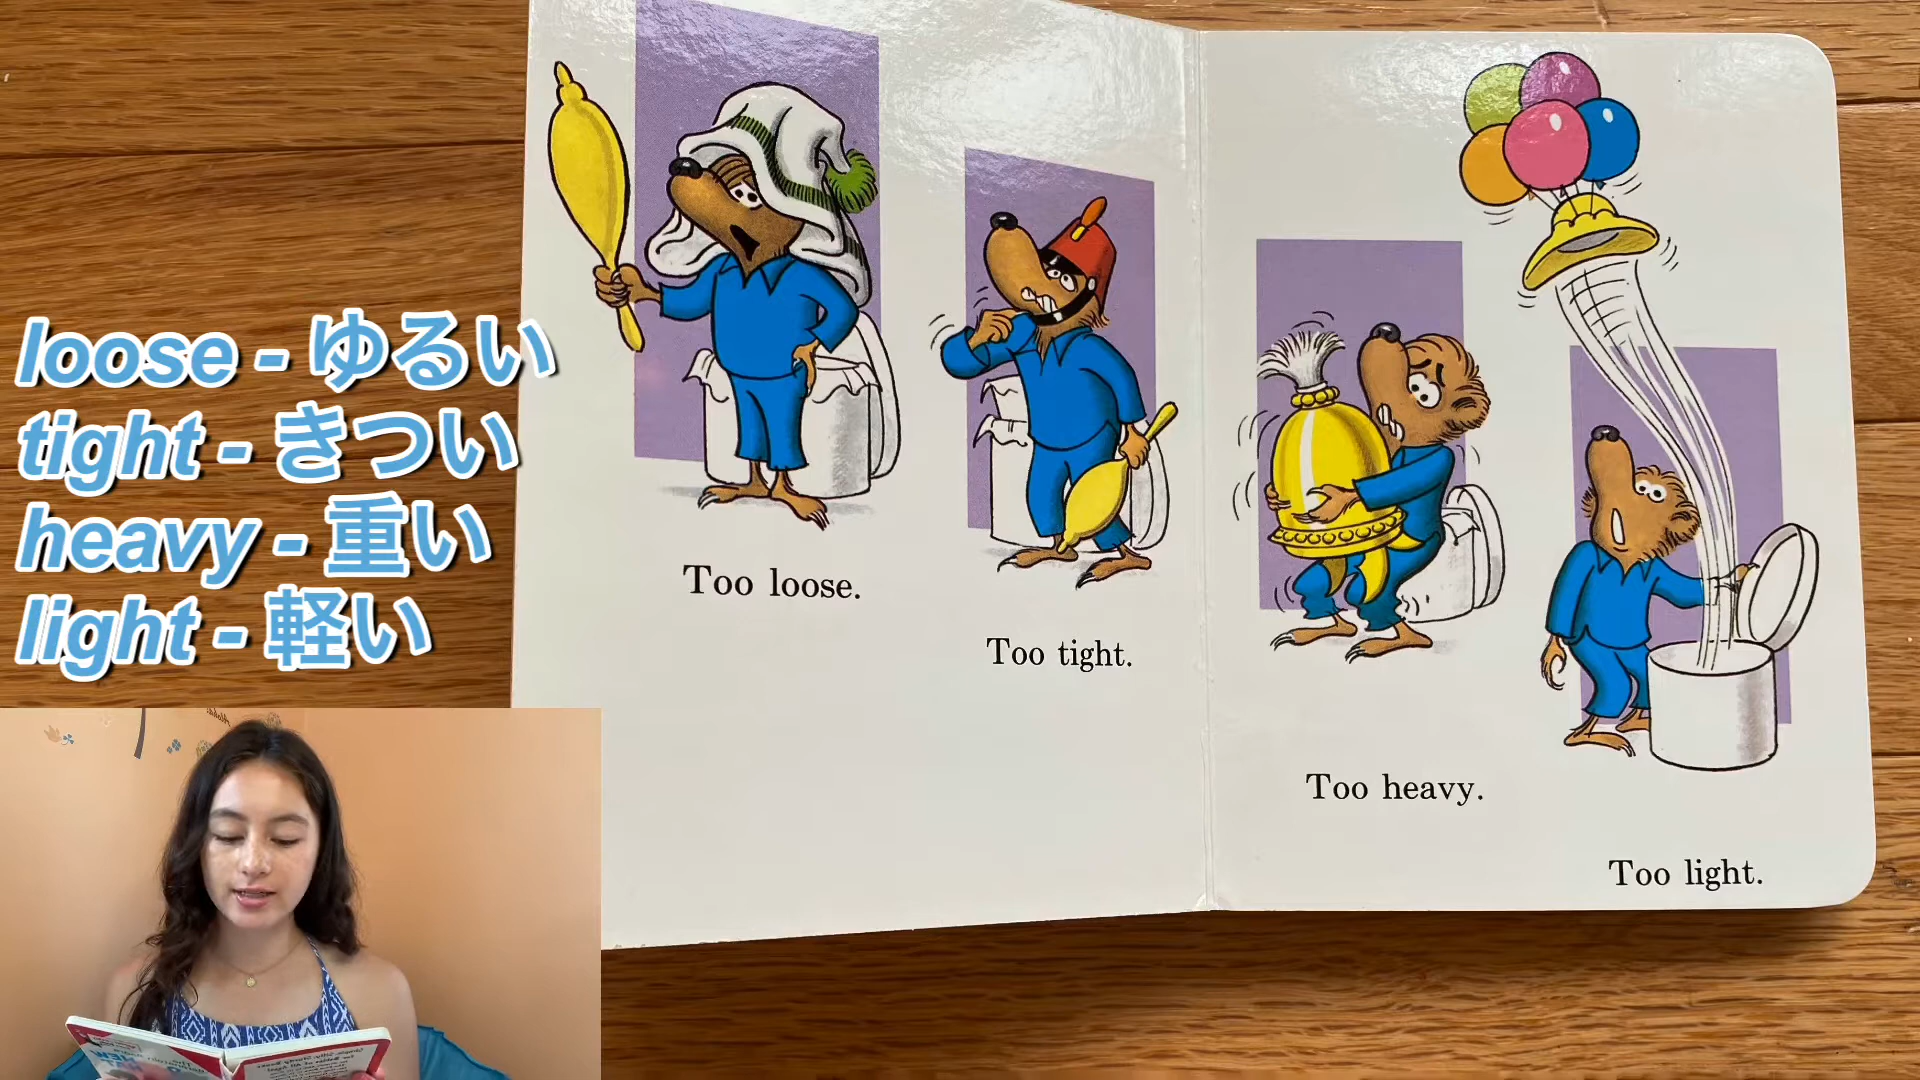 loose - ゆるい
tight - きつい
heavy - 重い
light - 軽い
Too loose.
Too tight.
Too heavy.
Too light.